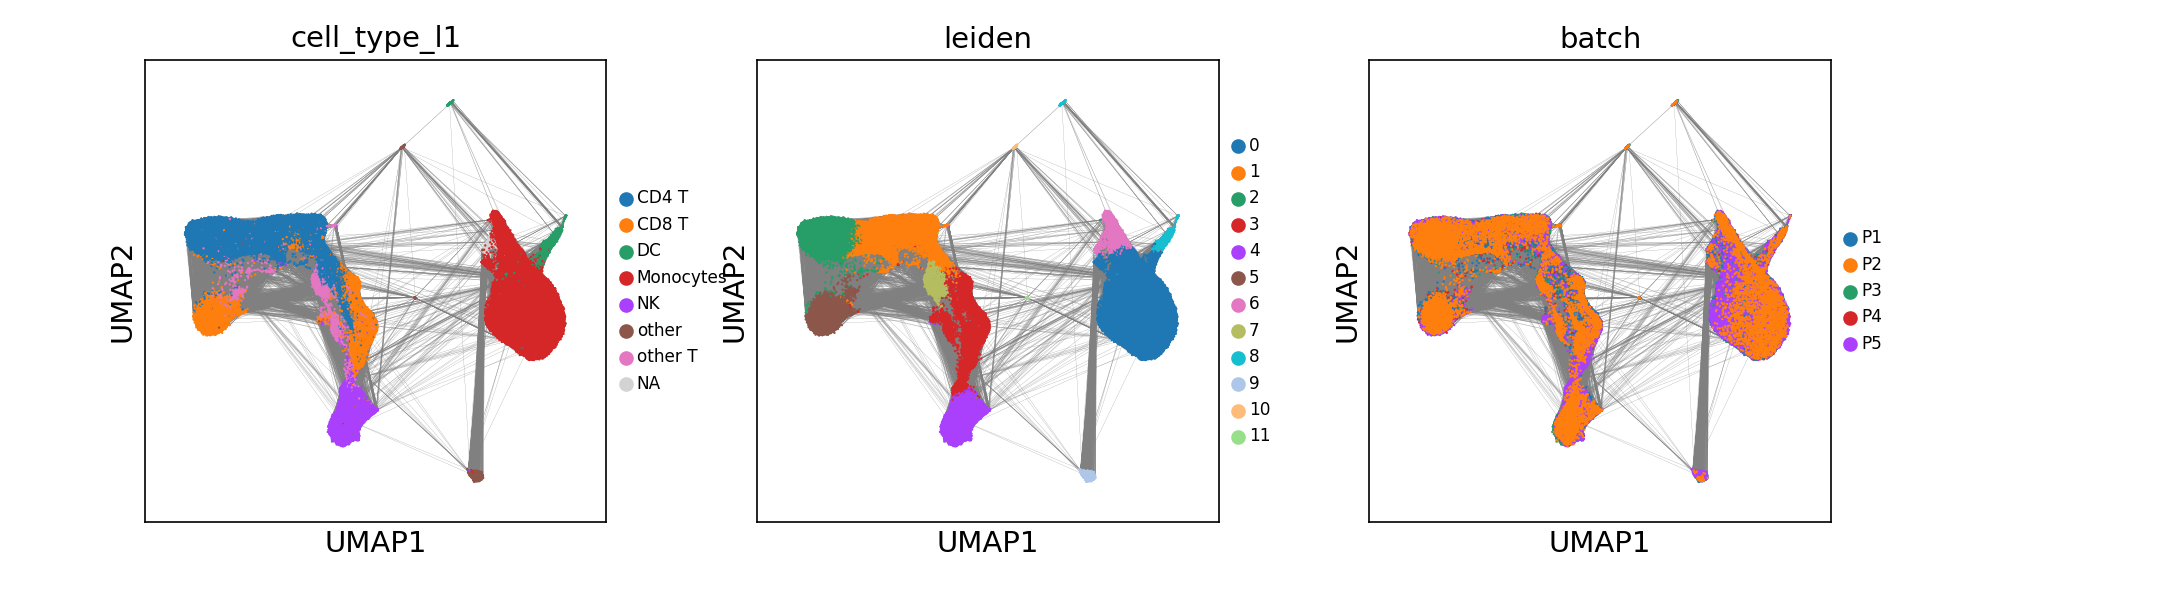 cell_type_l1
UMAP2
UMAP1
CD4 T
CD8 T
DC
Monocytes
NK
other
other T
NA
leiden
UMAP2
UMAP1
0
1
2
3
4
5
6
7
8
9
10
11
batch
UMAP2
UMAP1
P1
P2
P3
P4
P5